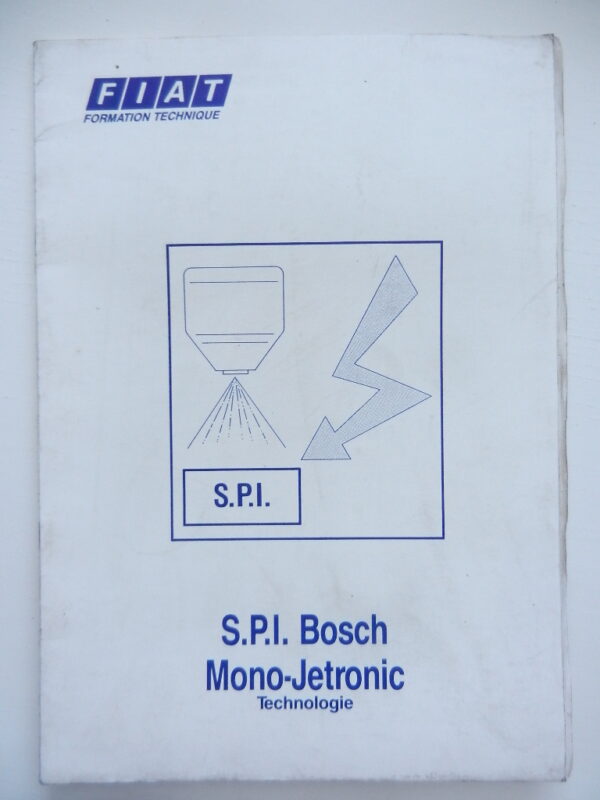 FIAT
FORMATION TECHNIQUE
S.P.I.
S.P.I. Bosch
Mono-Jetronic
Technologie